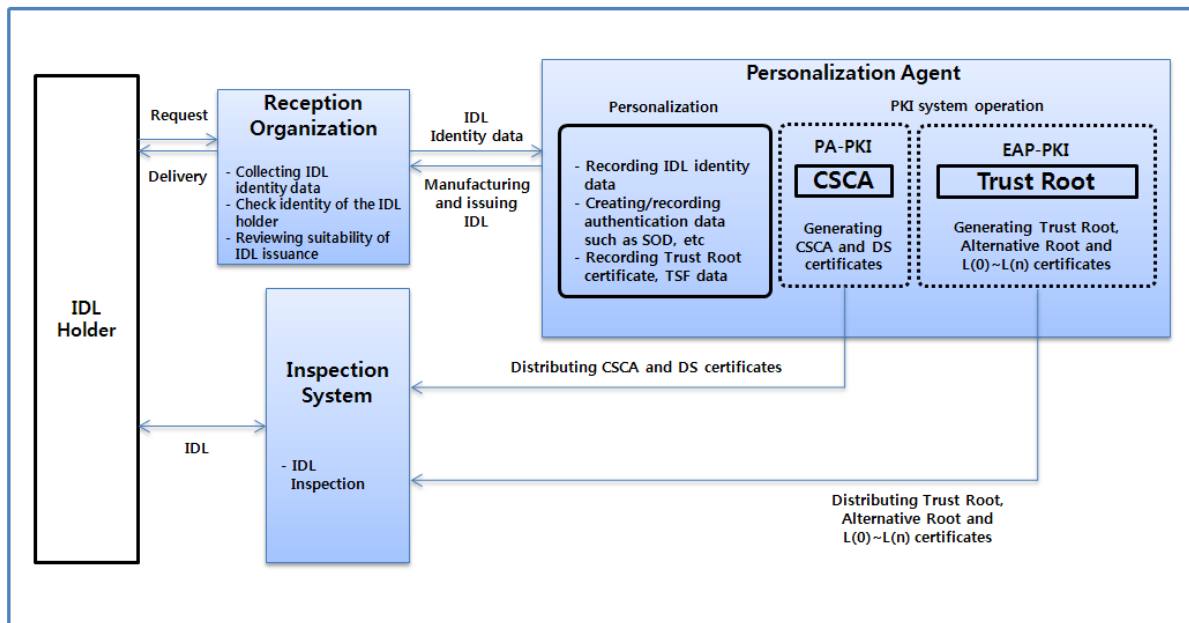 Personalization Agent
Personalization
PKI system operation
Request
Delivery
Reception
Organization
- Collecting IDL
identity data
- Check identity of the IDL
holder
- Reviewing suitability of
IDL issuance
IDL
Identity data
Manufacturing
and issuing
IDL
- Recording IDL identity
data
- Creating/recording
authentication data
such as SOD, etc
- Recording Trust Root
certificate, TSF data
PA-PKI
CSCA
Generating
CSCA and DS
certificates
EAP-PKI
Trust Root
Generating Trust Root,
Alternative Root and
L(0)~L(n) certificates
IDL
Holder
Inspection
System
- IDL
Inspection
IDL
Distributing CSCA and DS certificates
Distributing Trust Root,
Alternative Root and
L(0)~L(n) certificates